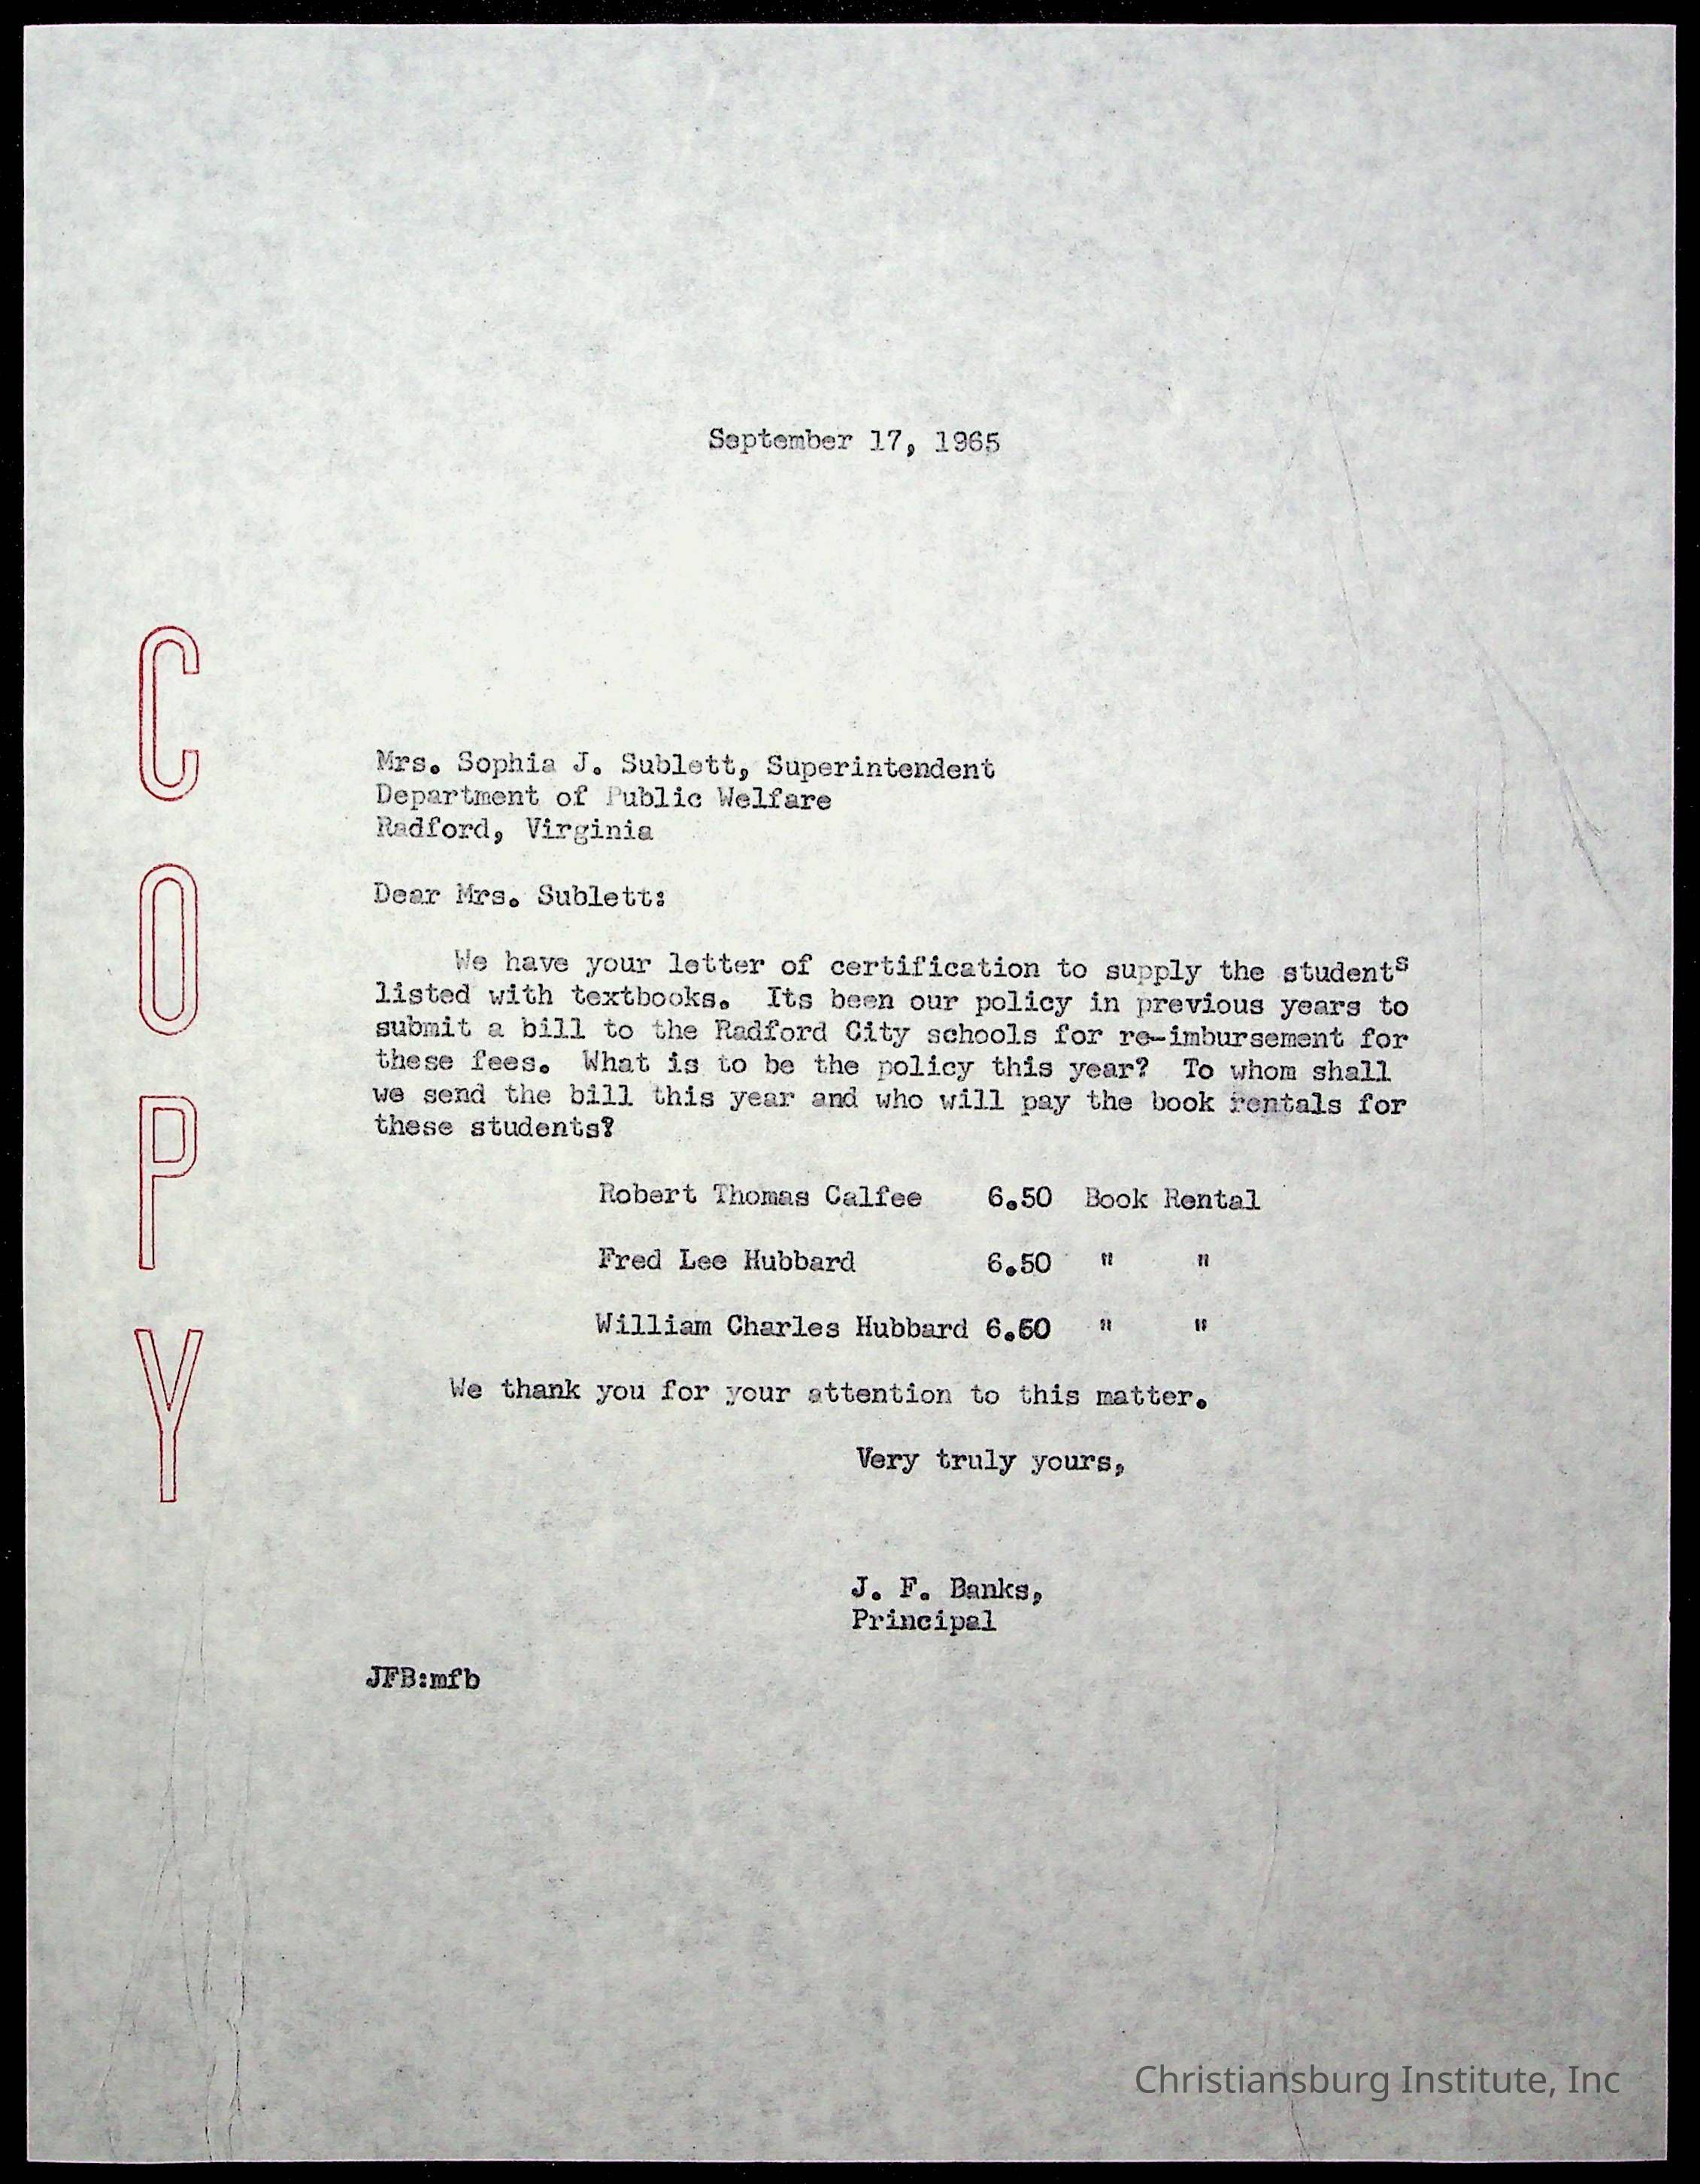 September 17, 1965
COPY
Mrs. Sophia J. Sublett, Superintendent
Department of Public Welfare
Radford, Virginia
Dear Mrs. Sublett:
We have your letter of certification to supply the students
listed with textbooks. Its been our policy in previous years to
submit a bill to the Radford City schools for re-imbursement for
these fees. What is to be the policy this year? To whom shall
we send the bill this year and who will pay the book rentals for
these students?
Robert Thomas Calfee 6.50 Book Rental
Fred Lee Hubbard 6.50 " "
William Charles Hubbard 6.50 " "
We thank you for your attention to this matter.
Very truly yours,
J. F. Banks,
Principal
JFB:mfb
Christiansburg Institute, Inc